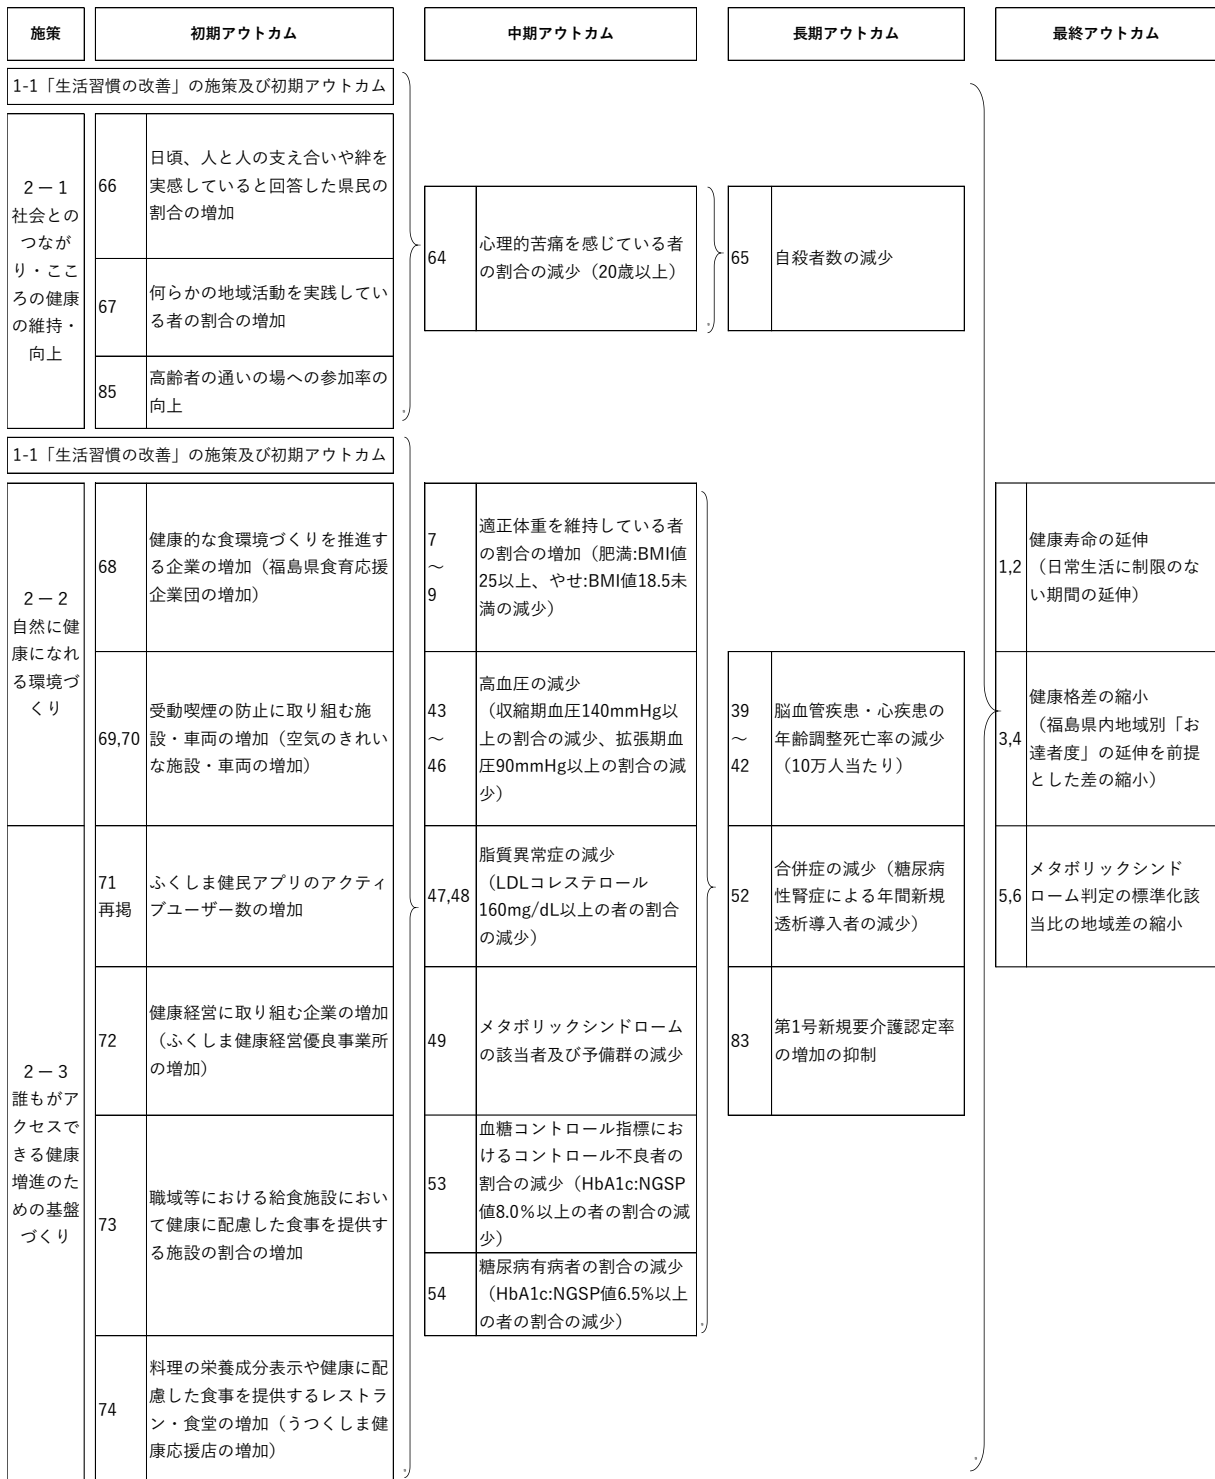 施策
初期アウトカム
中期アウトカム
長期アウトカム
最終アウトカム
1-1「生活習慣の改善」の施策及び初期アウトカム
2－1
社会との
つなが
り・ここ
ろの健康
の維持・
向上
66
日頃、人と人の支え合いや絆を
実感していると回答した県民の
割合の増加
67
何らかの地域活動を実践してい
る者の割合の増加
85
高齢者の通いの場への参加率の
向上
64
心理的苦痛を感じている者
の割合の減少（20歳以上）
65
自殺者数の減少
1-1「生活習慣の改善」の施策及び初期アウトカム
2－2
自然に健
康になれ
る環境づ
くり
68
健康的な食環境づくりを推進す
る企業の増加（福島県食育応援
企業団の増加）
69,70
受動喫煙の防止に取り組む施
設・車両の増加（空気のきれい
な施設・車両の増加）
2－3
誰もがア
クセスで
きる健康
増進のた
めの基盤
づくり
71
再掲
ふくしま健民アプリのアクティ
ブユーザー数の増加
72
健康経営に取り組む企業の増加
（ふくしま健康経営優良事業所
の増加）
73
職域等における給食施設におい
て健康に配慮した食事を提供す
る施設の割合の増加
74
料理の栄養成分表示や健康に配
慮した食事を提供するレストラ
ン・食堂の増加（うつくしま健
康応援店の増加）
7
～
9
適正体重を維持している者
の割合の増加（肥満:BMI値
25以上、やせ:BMI値18.5未
満の減少）
43
～
46
高血圧の減少
（収縮期血圧140mmHg以
上の割合の減少、拡張期血
圧90mmHg以上の割合の減
少）
47,48
脂質異常症の減少
（LDLコレステロール
160mg/dL以上の者の割合
の減少）
49
メタボリックシンドローム
の該当者及び予備群の減少
53
血糖コントロール指標にお
けるコントロール不良者の
割合の減少（HbA1c:NGSP
値8.0％以上の者の割合の減
少）
54
糖尿病有病者の割合の減少
（HbA1c:NGSP値6.5%以上
の者の割合の減少）
39
～
42
脳血管疾患・心疾患の
年齢調整死亡率の減少
（10万人当たり）
52
合併症の減少（糖尿病
性腎症による年間新規
透析導入者の減少）
83
第1号新規要介護認定率
の増加の抑制
1,2
健康寿命の延伸
（日常生活に制限のな
い期間の延伸）
3,4
健康格差の縮小
（福島県内地域別「お
達者度」の延伸を前提
とした差の縮小）
5,6
メタボリックシンド
ローム判定の標準化該
当比の地域差の縮小